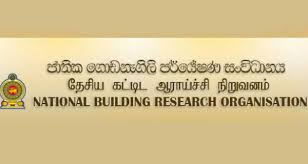 ජාතික ගොඩනැගිලි පර්යේෂණ සංවිධානය
தேசிய கட்டிட ஆராய்ச்சி நிறுவனம்
NATIONAL BUILDING RESEARCH ORGANISATION